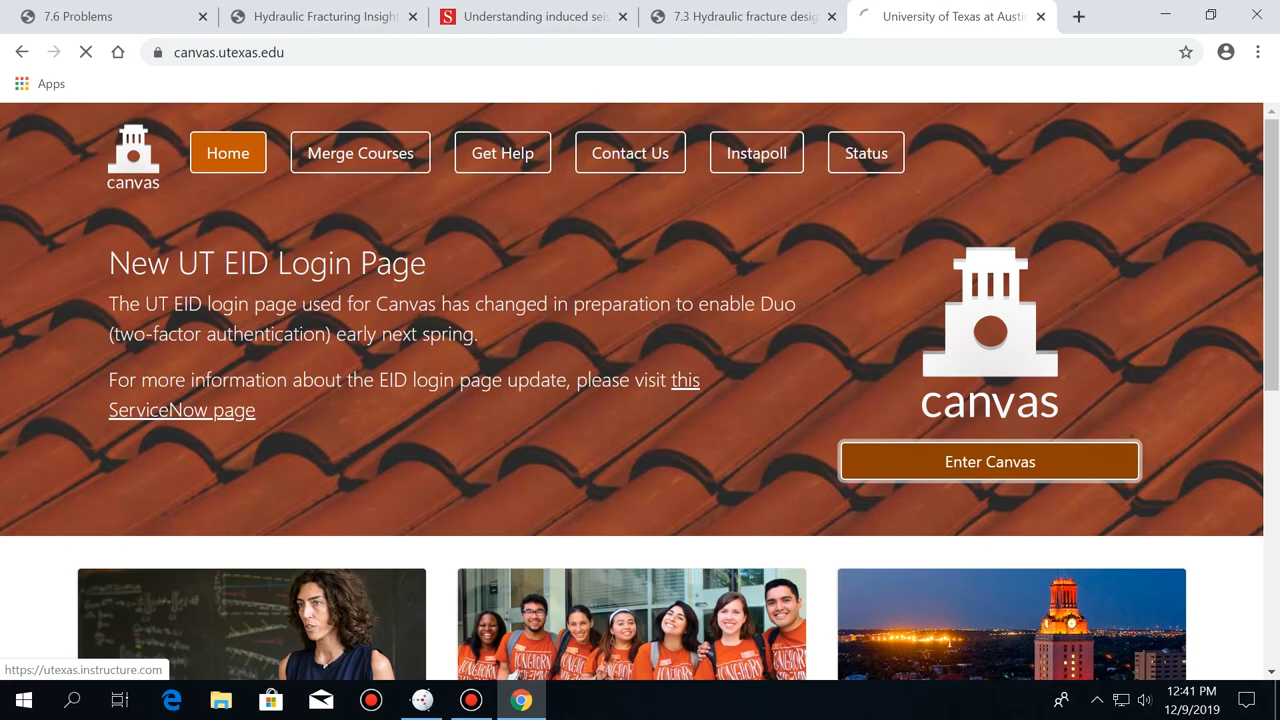 7.6 Problems
Hydraulic Fracturing Insight
Understanding induced seis
7.3 Hydraulic fracture desig
University of Texas at Austi
canvas.utexas.edu
Apps
canvas
Home
Merge Courses
Get Help
Contact Us
Instapoll
Status
New UT EID Login Page
The UT EID login page used for Canvas has changed in preparation to enable Duo
(two-factor authentication) early next spring.
For more information about the EID login page update, please visit this
ServiceNow page
canvas
Enter Canvas
https://utexas.instructure.com
12:41 PM
12/9/2019